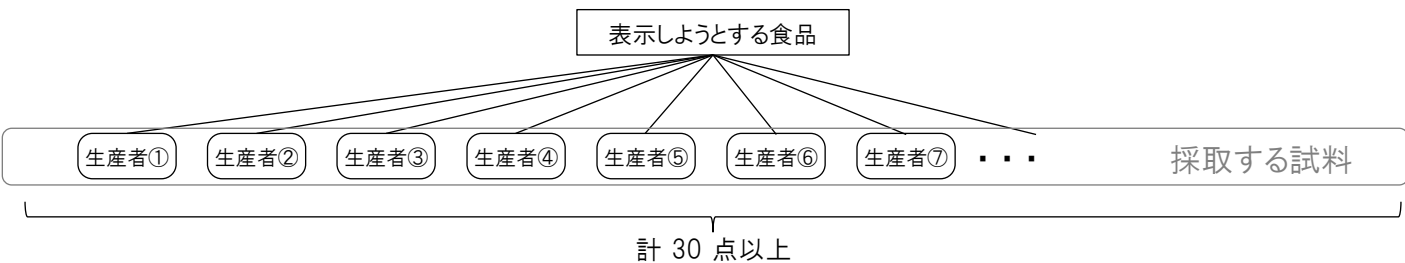 表示しようとする食品
生産者① 生産者② 生産者③ 生産者④ 生産者⑤ 生産者⑥ 生産者⑦ ・・・ 採取する試料
計 30 点以上